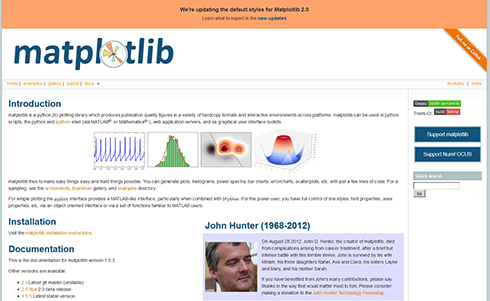 We're updating the default styles for Matplotlib 2.0
Learn what to expect in the new updates
matplotlib
Fork me on GitHub
home | examples | gallery | pyplot | docs »
modules | index
Introduction
matplotlib is a python 2D plotting library which produces publication quality figures in a variety of hardcopy formats and interactive environments across platforms. matplotlib can be used in python
scripts, the python and ipython shell (ala MATLAB®* or Mathematica®†), web application servers, and six graphical user interface toolkits.
matplotlib tries to make easy things easy and hard things possible. You can generate plots, histograms, power spectra, bar charts, errorcharts, scatterplots, etc, with just a few lines of code. For a
sampling, see the screenshots, thumbnail gallery, and examples directory
For simple plotting the pyplot interface provides a MATLAB-like interface, particularly when combined with IPython. For the power user, you have full control of line styles, font properties, axes
properties, etc, via an object oriented interface or via a set of functions familiar to MATLAB users.
Installation
Visit the matplotlib installation instructions.
Documentation
This is the documentation for matplotlib version 1.5.3.
Other versions are available:
2.x Latest git master (unstable)
2.0.0b4 2.0 beta release.
1.5.3 Latest stable version.
John Hunter (1968-2012)
On August 28 2012, John D. Hunter, the creator of matplotlib, died
from complications arising from cancer treatment, after a brief but
intense battle with this terrible illness. John is survived by his wife
Miriam, his three daughters Rahel, Ava and Clara, his sisters Layne
and Mary, and his mother Sarah.
If you have benefited from John's many contributions, please say
thanks in the way that would matter most to him. Please consider
making a donation to the John Hunter Technology Fellowship.
Travis-CI:
Support matplotlib
Support NumFOCUS
Quick search
Go